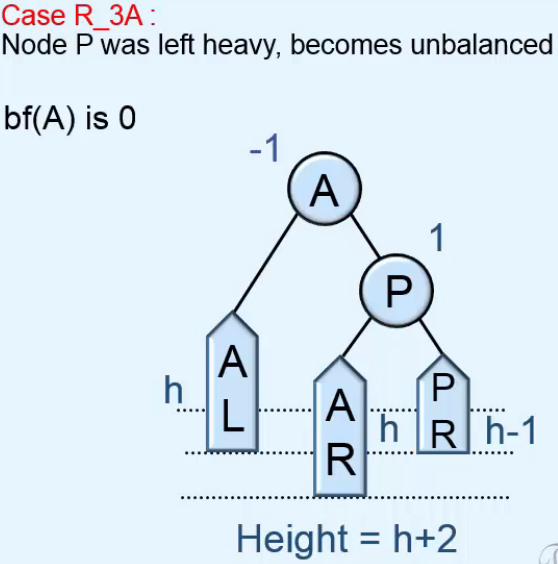 Case R_3A :
Node P was left heavy, becomes unbalanced
bf(A) is 0
-1
A
1
P
A
L
h
A
R
h
P
R
h-1
Height = h+2